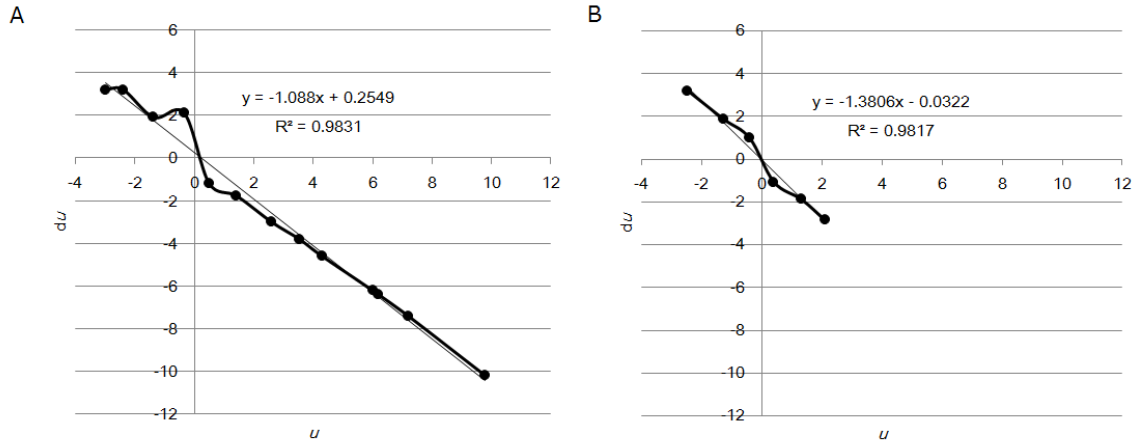 A
6
4
2
0
-2
-4
-6
-8
-10
-12
-4 -2 0 2 4 6 8 10 12
y = -1.088x + 0.2549
R² = 0.9831
du
u
B
6
4
2
0
-2
-4
-6
-8
-10
-12
-4 -2 0 2 4 6 8 10 12
y = -1.3806x - 0.0322
R² = 0.9817
du
u